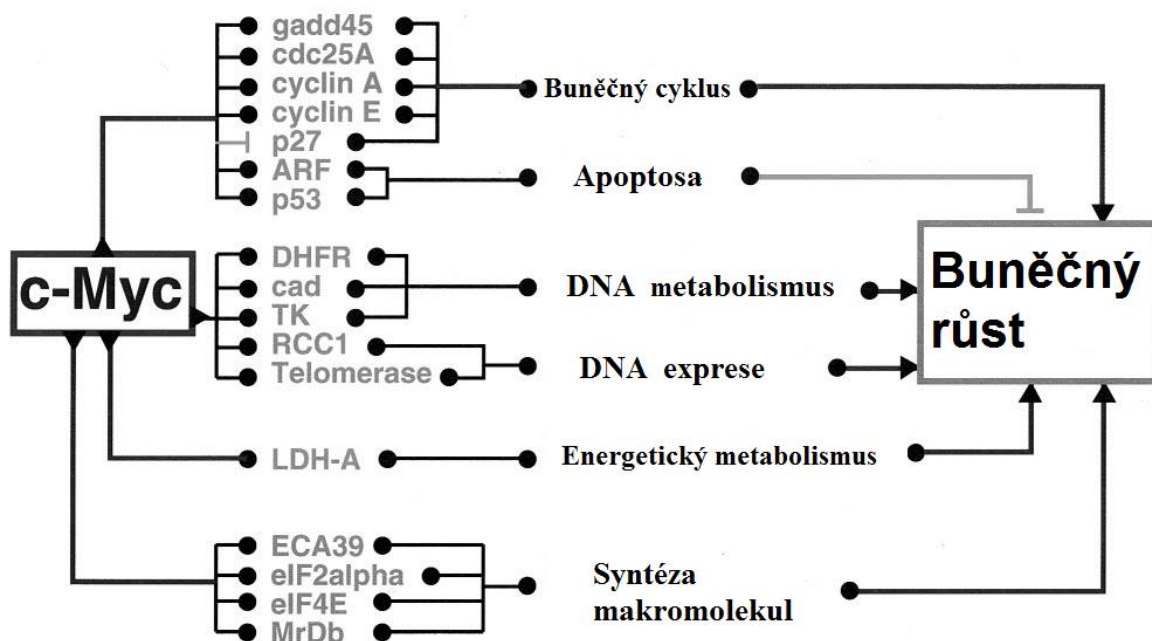 gadd45
cdc25A
cyclin A
cyclin E
p27
ARF
p53
Buněčný cyklus
Apoptosa
c-Myc
DHFR
cad
TK
RCC1
Telomerase
DNA metabolismus
DNA exprese
Buněčný
růst
LDH-A
Energetický metabolismus
ECA39
eIF2alpha
eIF4E
MrDb
Syntéza
makromolekul